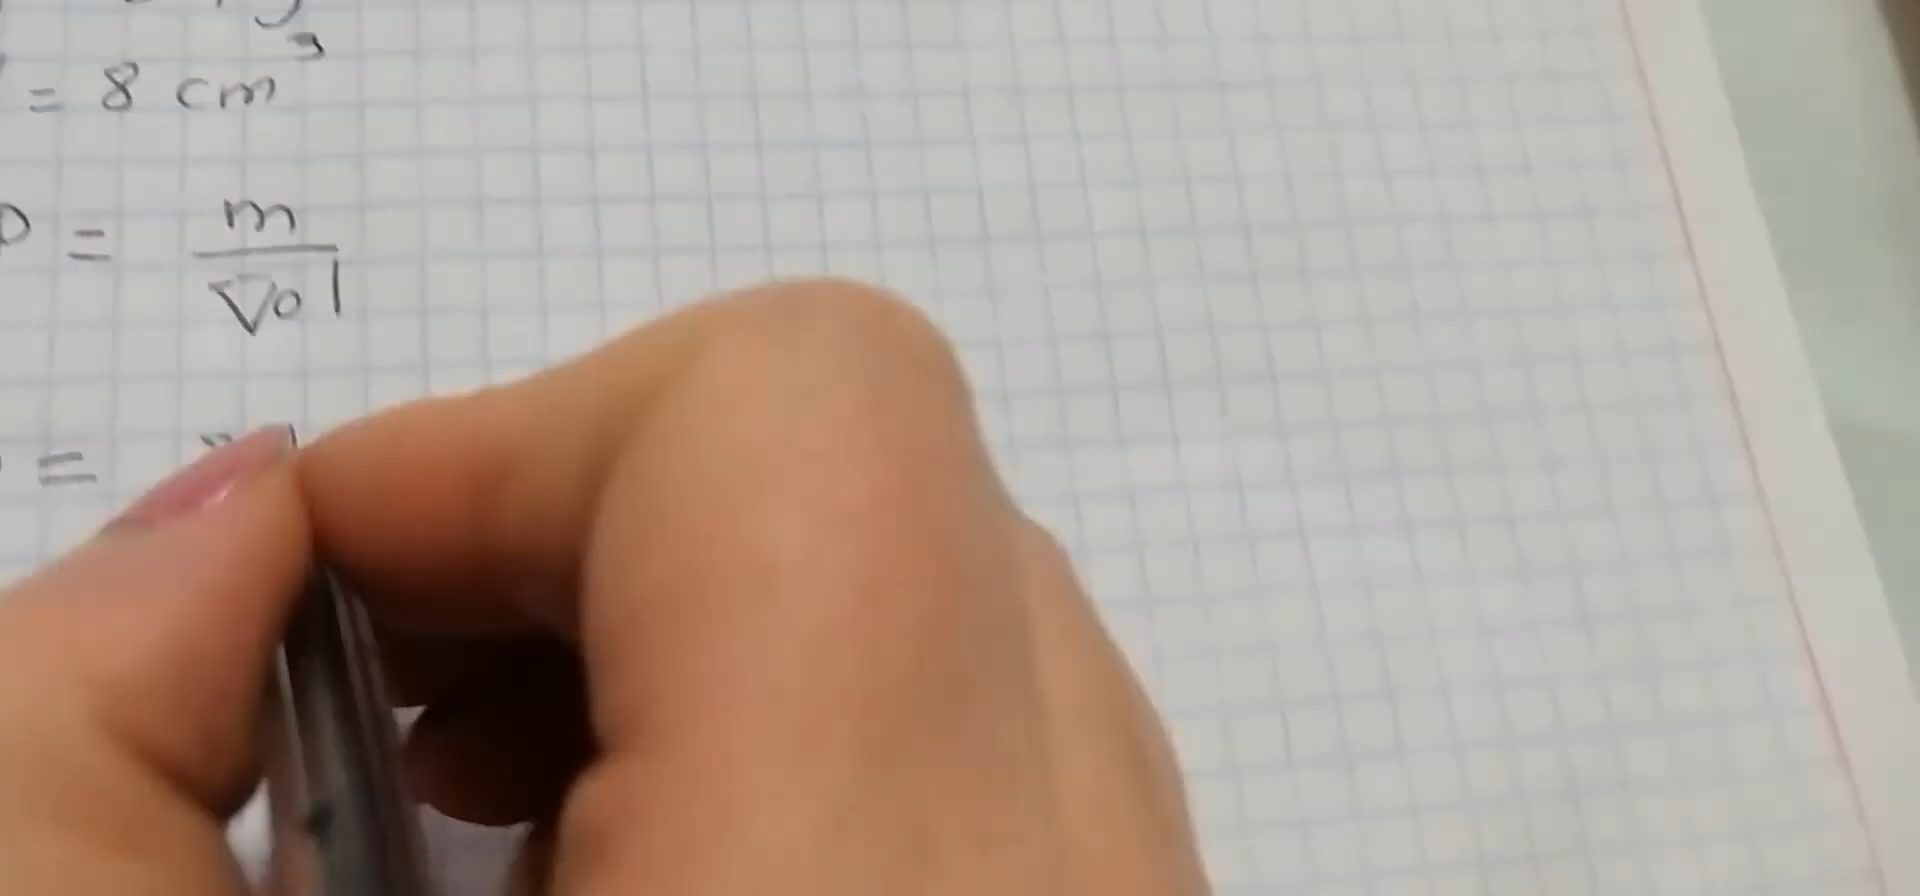 = 8 cm³
D = m
Vol
=